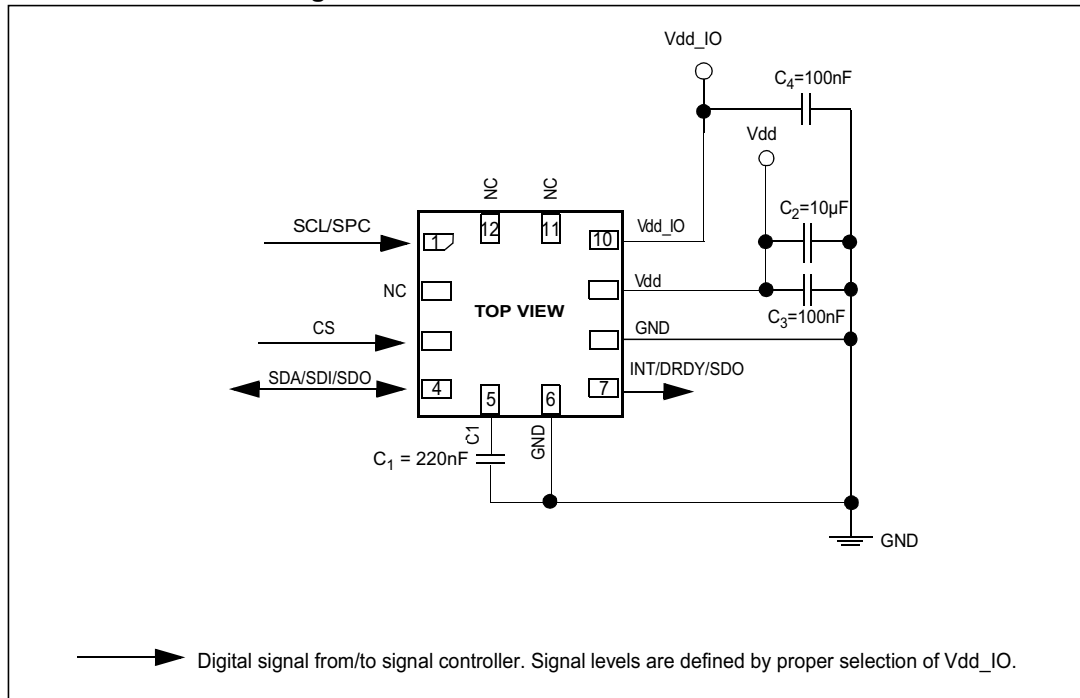 Vdd_IO
C4=100nF
Vdd
C2=10µF
C3=100nF
NC
NC
SCL/SPC
1
12
11
10
Vdd_IO
NC
TOP VIEW
Vdd
CS
GND
SDA/SDI/SDO
4
5
6
7
INT/DRDY/SDO
C1
GND
C1 = 220nF
GND
Digital signal from/to signal controller. Signal levels are defined by proper selection of Vdd_IO.